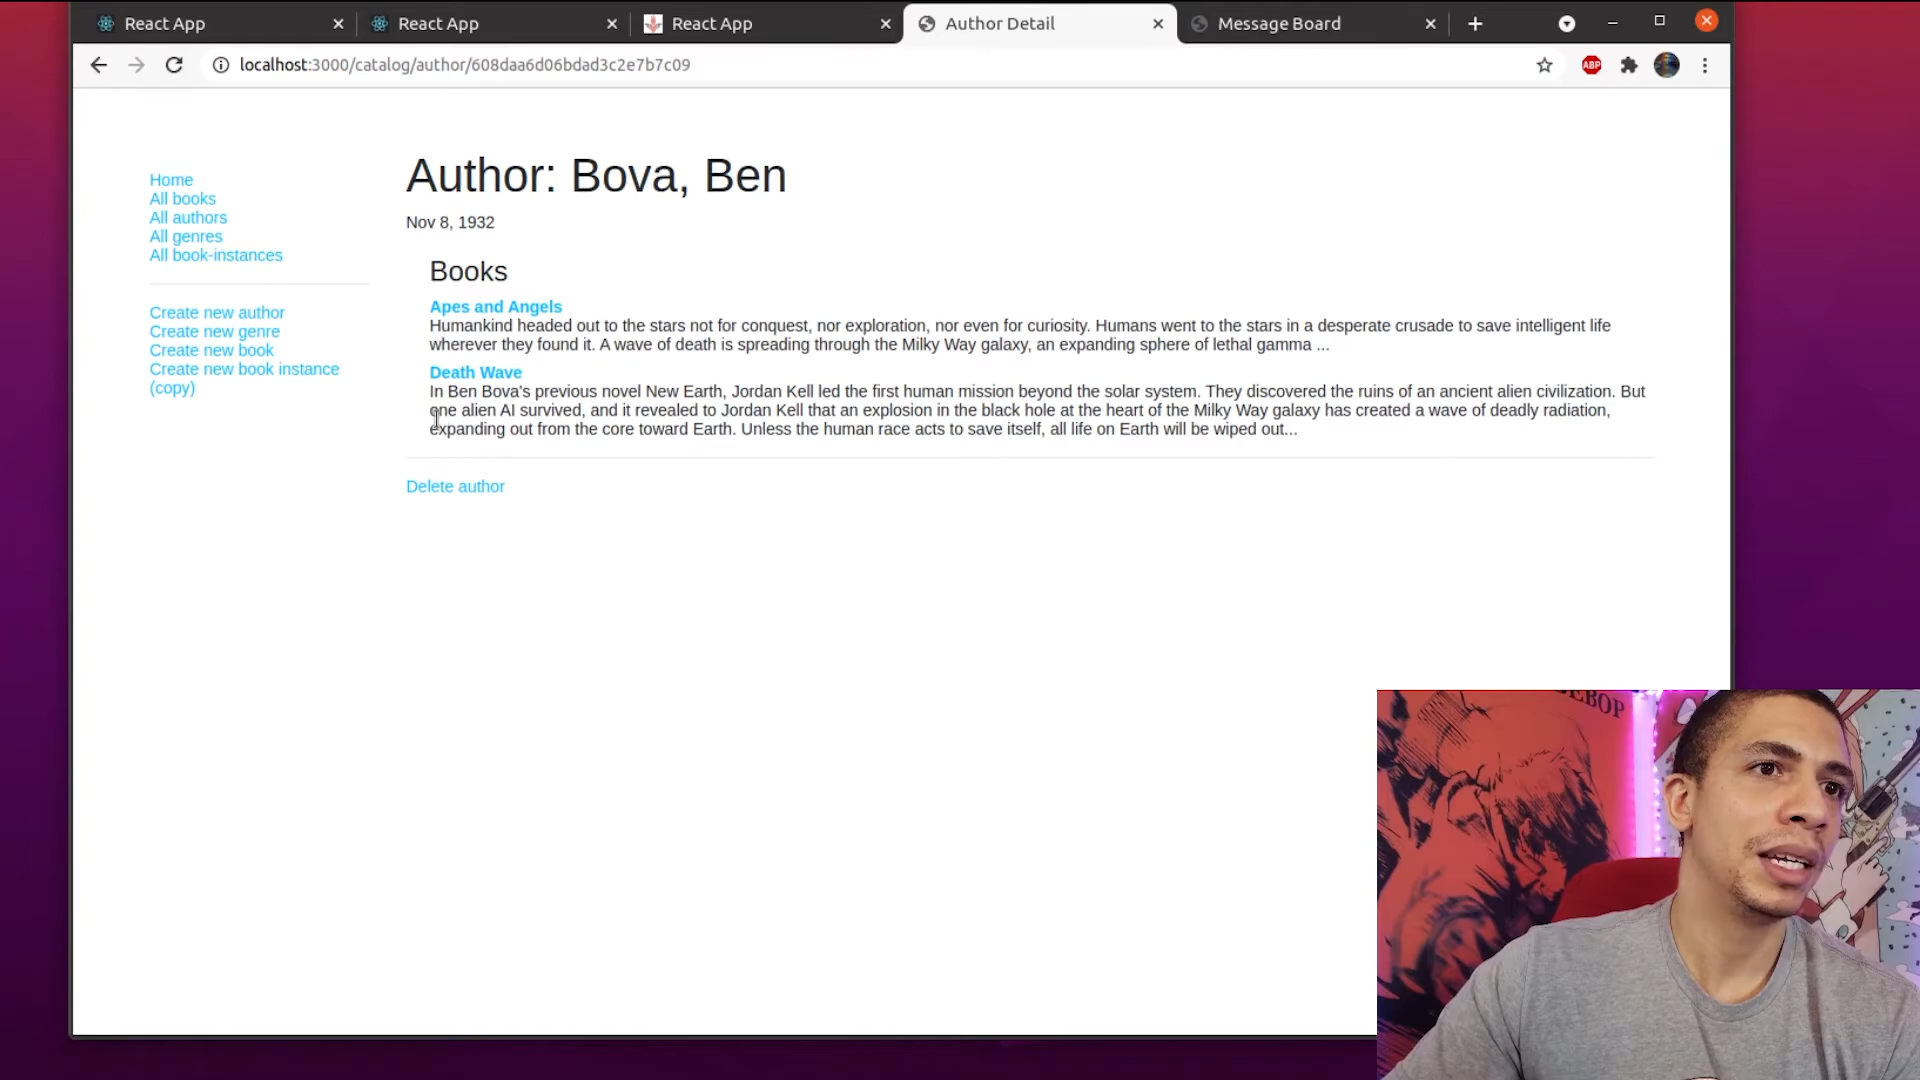 React App
React App
React App
Author Detail
Message Board
localhost:3000/catalog/author/608daa6d06bdad3c2e7b7c09
ABP
Home
All books
All authors
All genres
All book-instances
Create new author
Create new genre
Create new book
Create new book instance
(copy)
Author: Bova, Ben
Nov 8, 1932
Books
Apes and Angels
Humankind headed out to the stars not for conquest, nor exploration, nor even for curiosity. Humans went to the stars in a desperate crusade to save intelligent life
wherever they found it. A wave of death is spreading through the Milky Way galaxy, an expanding sphere of lethal gamma ...
Death Wave
In Ben Bova's previous novel New Earth, Jordan Kell led the first human mission beyond the solar system. They discovered the ruins of an ancient alien civilization. But
one alien AI survived, and it revealed to Jordan Kell that an explosion in the black hole at the heart of the Milky Way galaxy has created a wave of deadly radiation,
expanding out from the core toward Earth. Unless the human race acts to save itself, all life on Earth will be wiped out...
Delete author